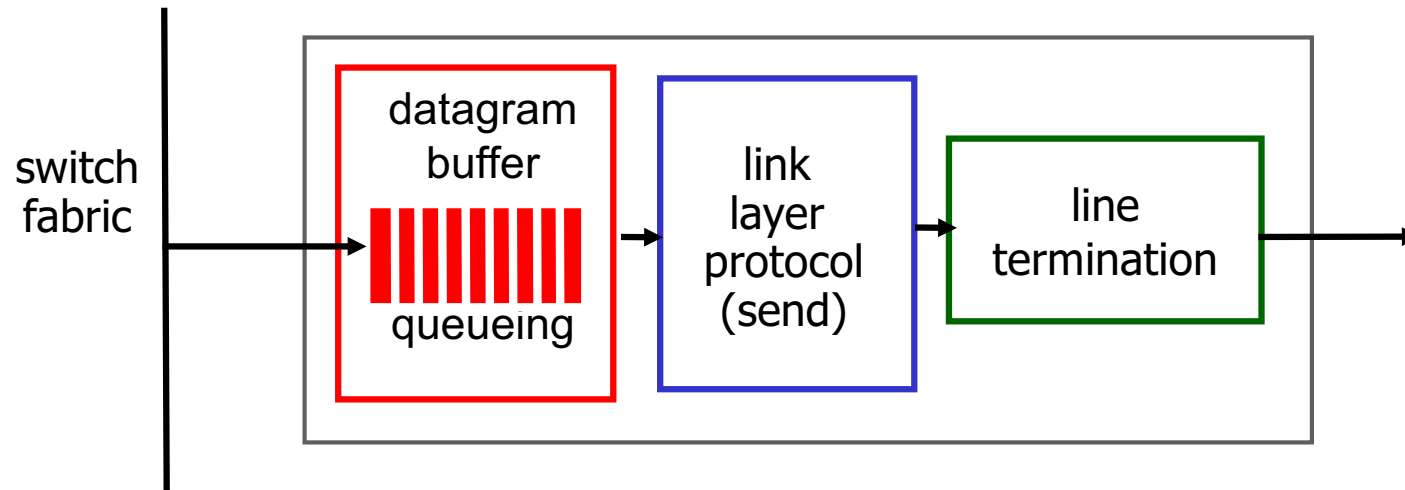 switch
fabric
datagram
buffer
queueing
link
layer
protocol
(send)
line
termination